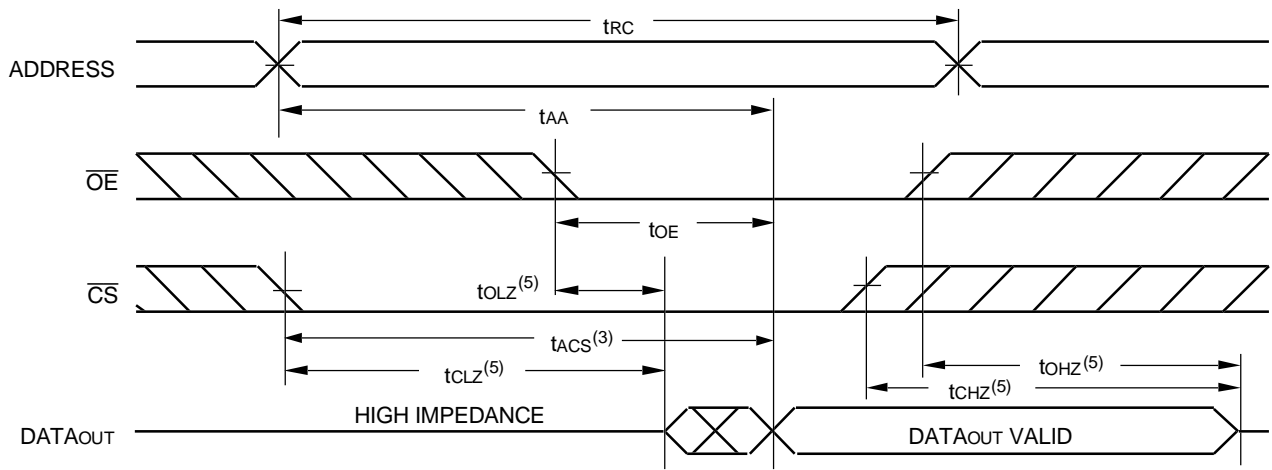 tRC
ADDRESS
tAA
OE
tOE
CS
tOLZ(5)
tACS(3)
tOHZ(5)
tCLZ(5)
tCHZ(5)
HIGH IMPEDANCE
DATAOUT
DATAOUT VALID